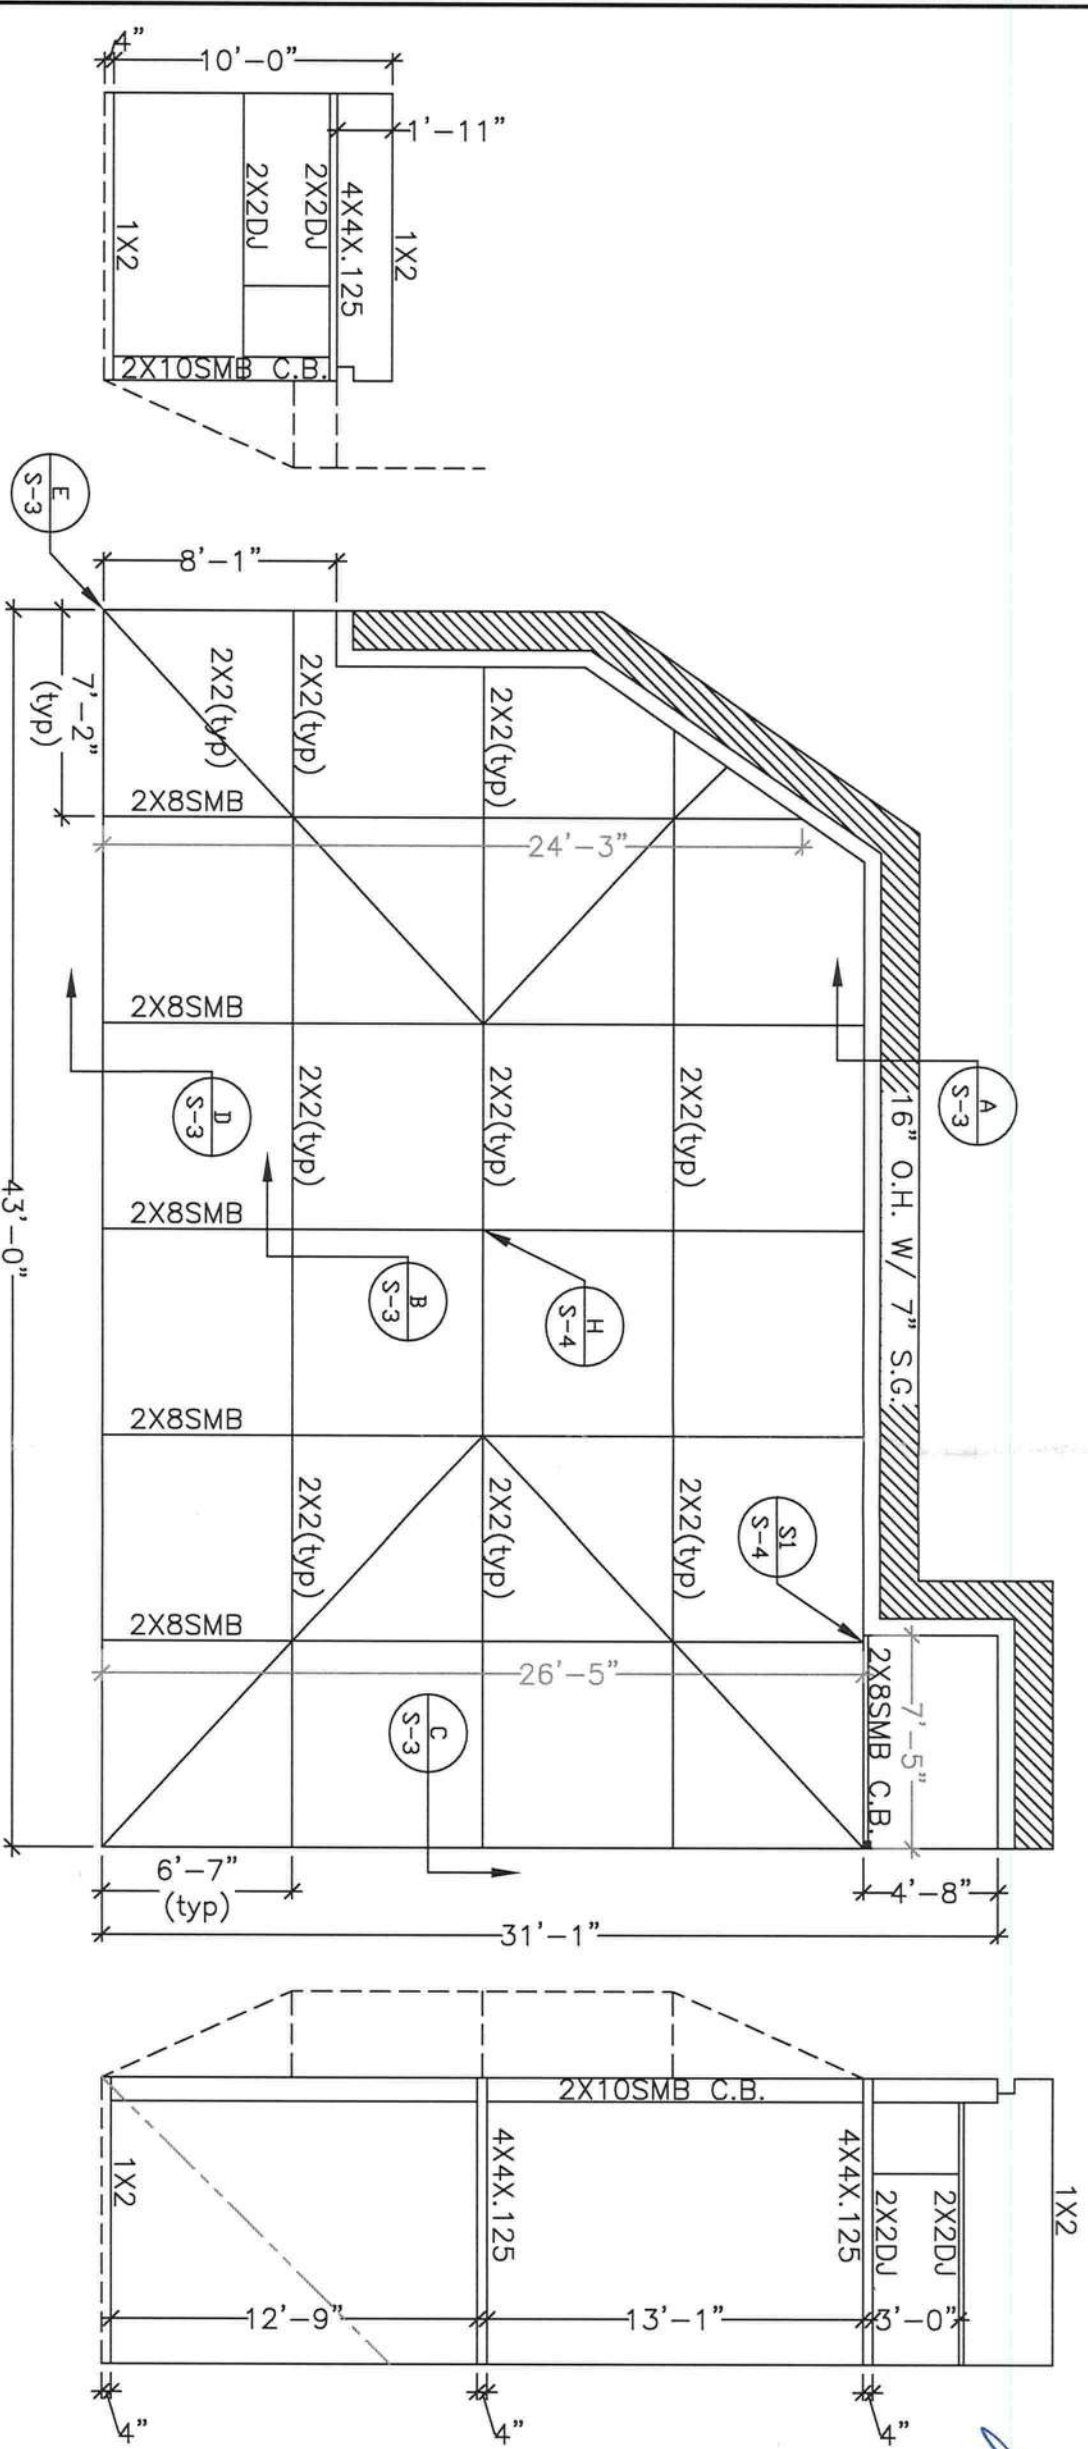 4"
10'-0"
1'-11"
1X2
4X4X.125
2X2DJ
2X2DJ
1X2
2X10SMB C.B.
E
S-3
8'-1"
7'-2"
(typ)
2X2(typ)
2X2(typ)
2X2(typ)
2X8SMB
24'-3"
2X8SMB
A
S-3
16" O.H. W/ 7" S.G.
D
S-3
2X2(typ)
2X2(typ)
2X2(typ)
2X8SMB
43'-0"
B
S-3
H
S-4
2X8SMB
2X2(typ)
2X2(typ)
2X2(typ)
S1
S-4
2X8SMB
26'-5"
2X8SMB C.B.
7'-5"
C
S-3
6'-7"
(typ)
4'-8"
31'-1"
2X10SMB C.B.
1X2
4X4X.125
4X4X.125
2X2DJ
2X2DJ
1X2
12'-9"
13'-1"
3'-0"
4"
4"
4"